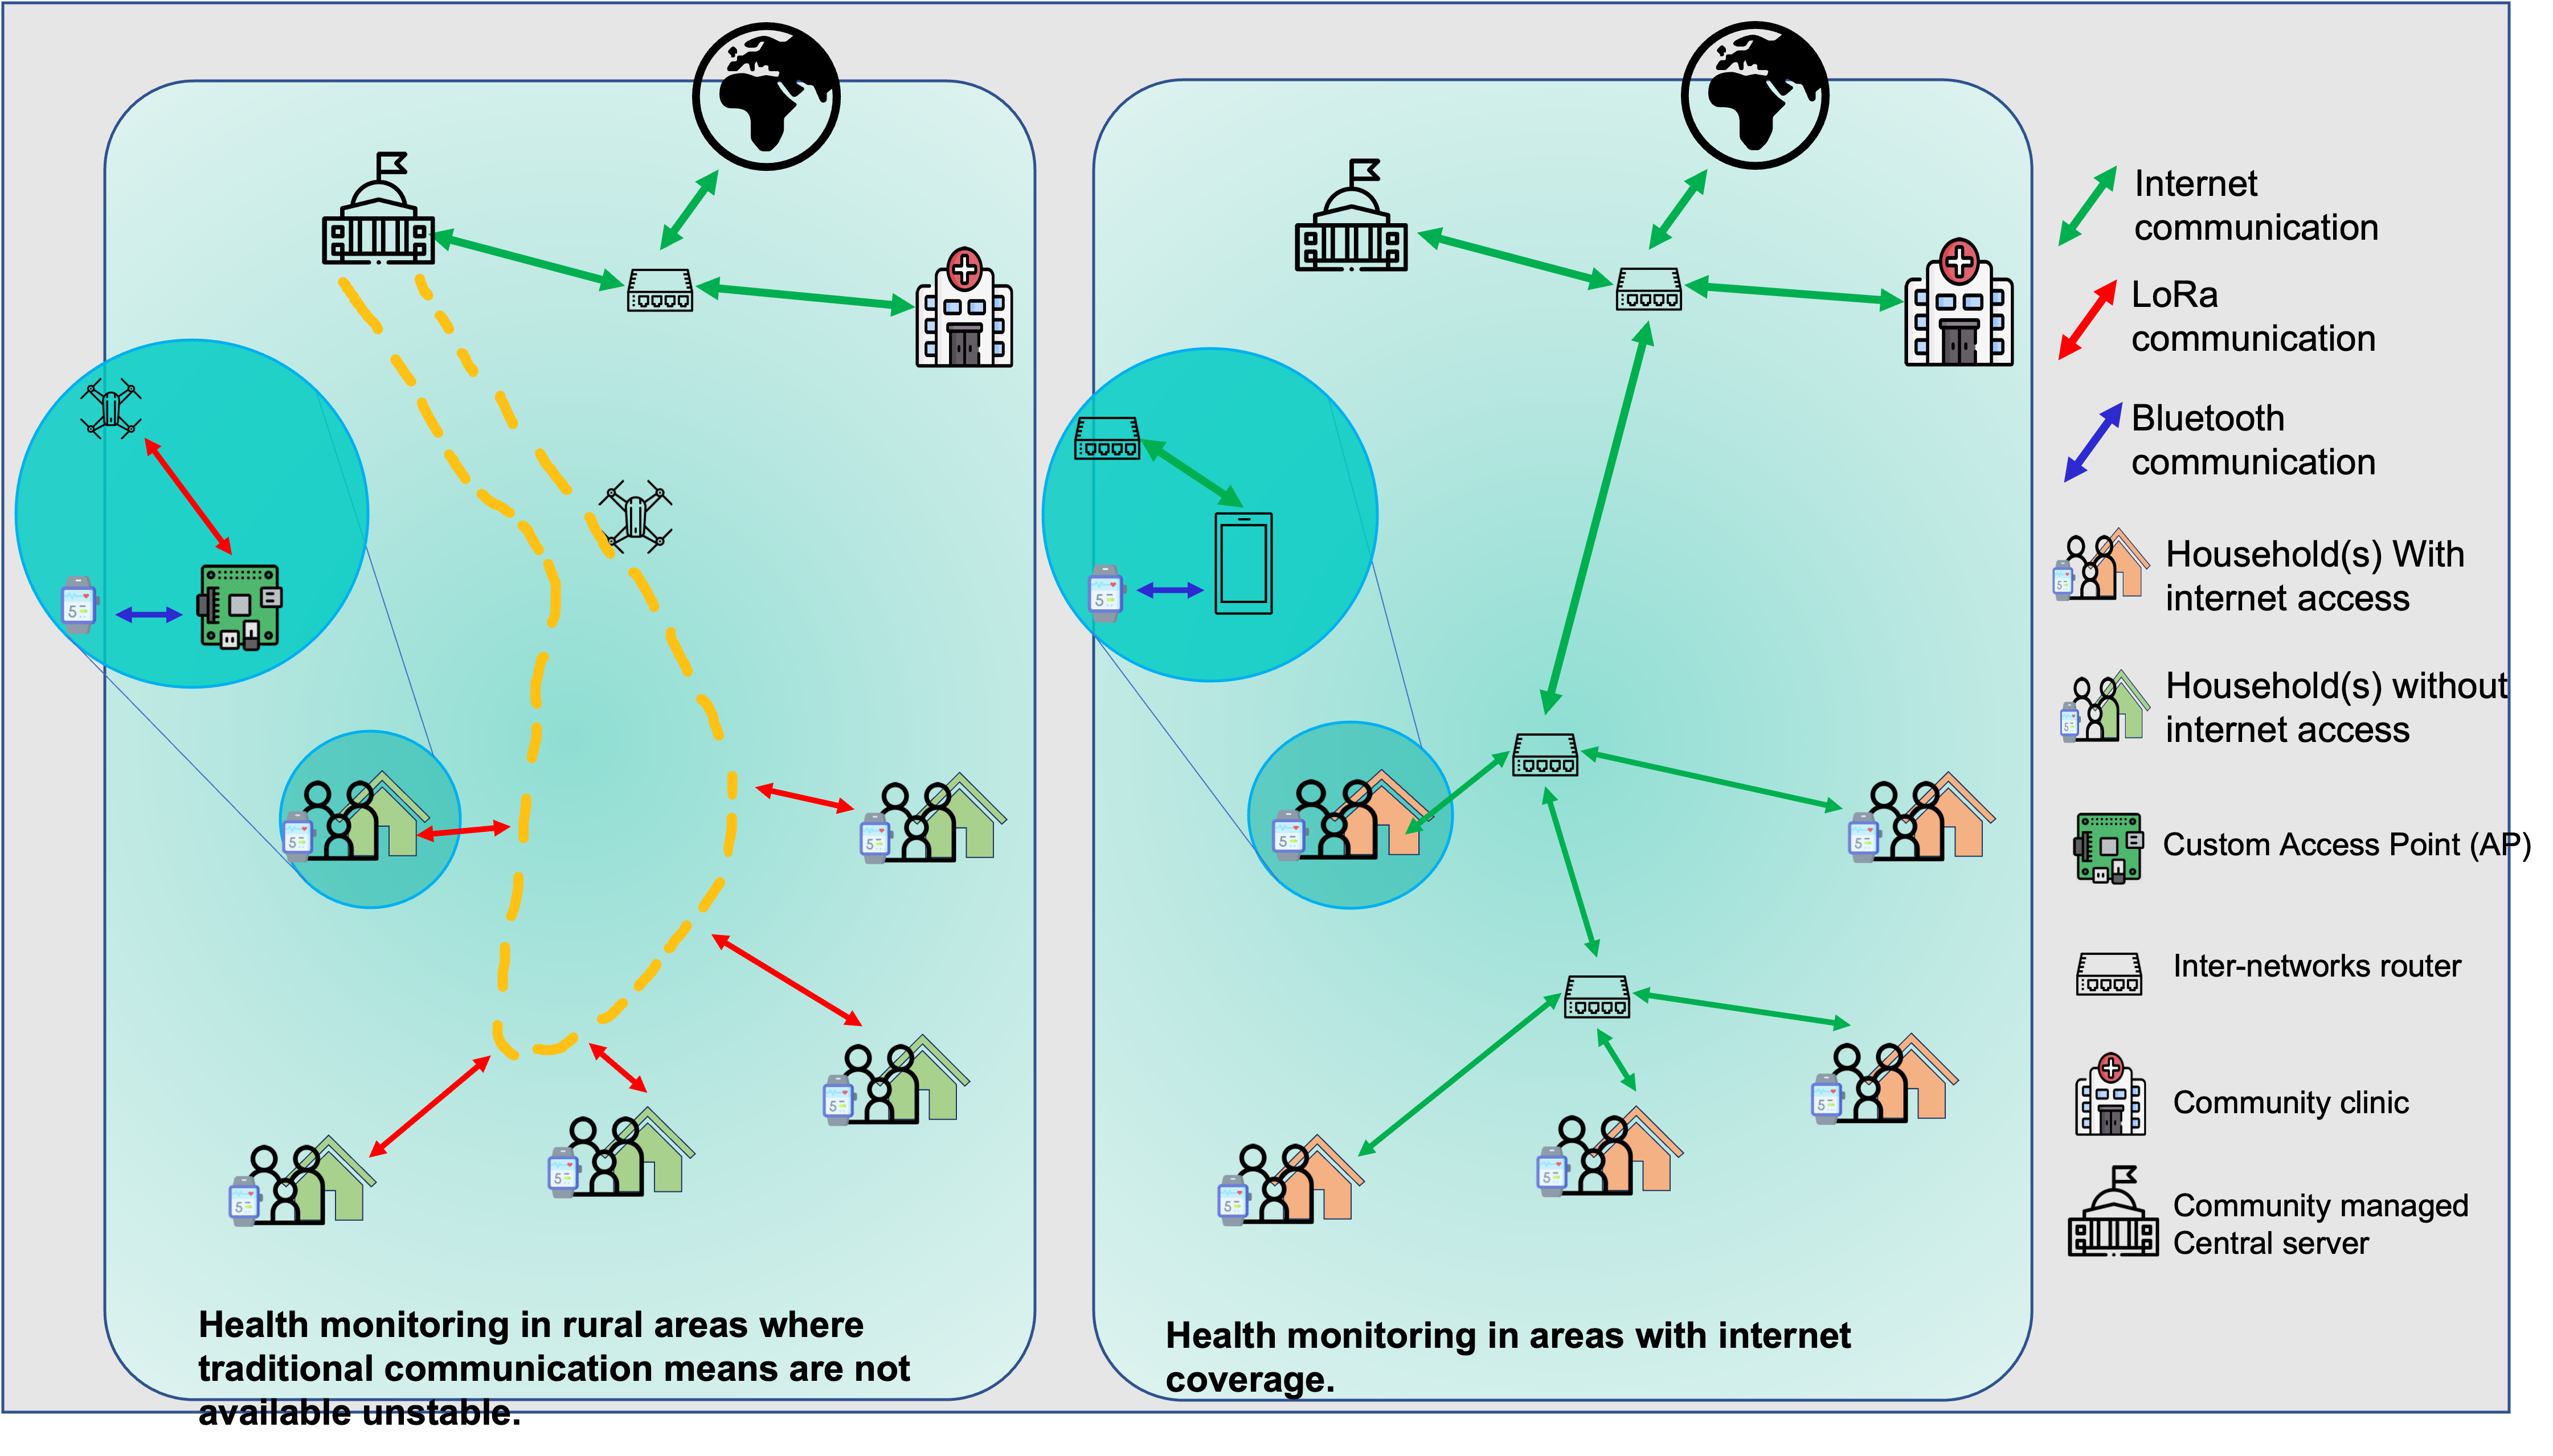 Health monitoring in rural areas where
traditional communication means are not
available unstable.
Health monitoring in areas with internet
coverage.
Internet
communication
LoRa
communication
Bluetooth
communication
Household(s) With
internet access
Household(s) without
internet access
Custom Access Point (AP)
Inter-networks router
Community clinic
Community managed
Central server